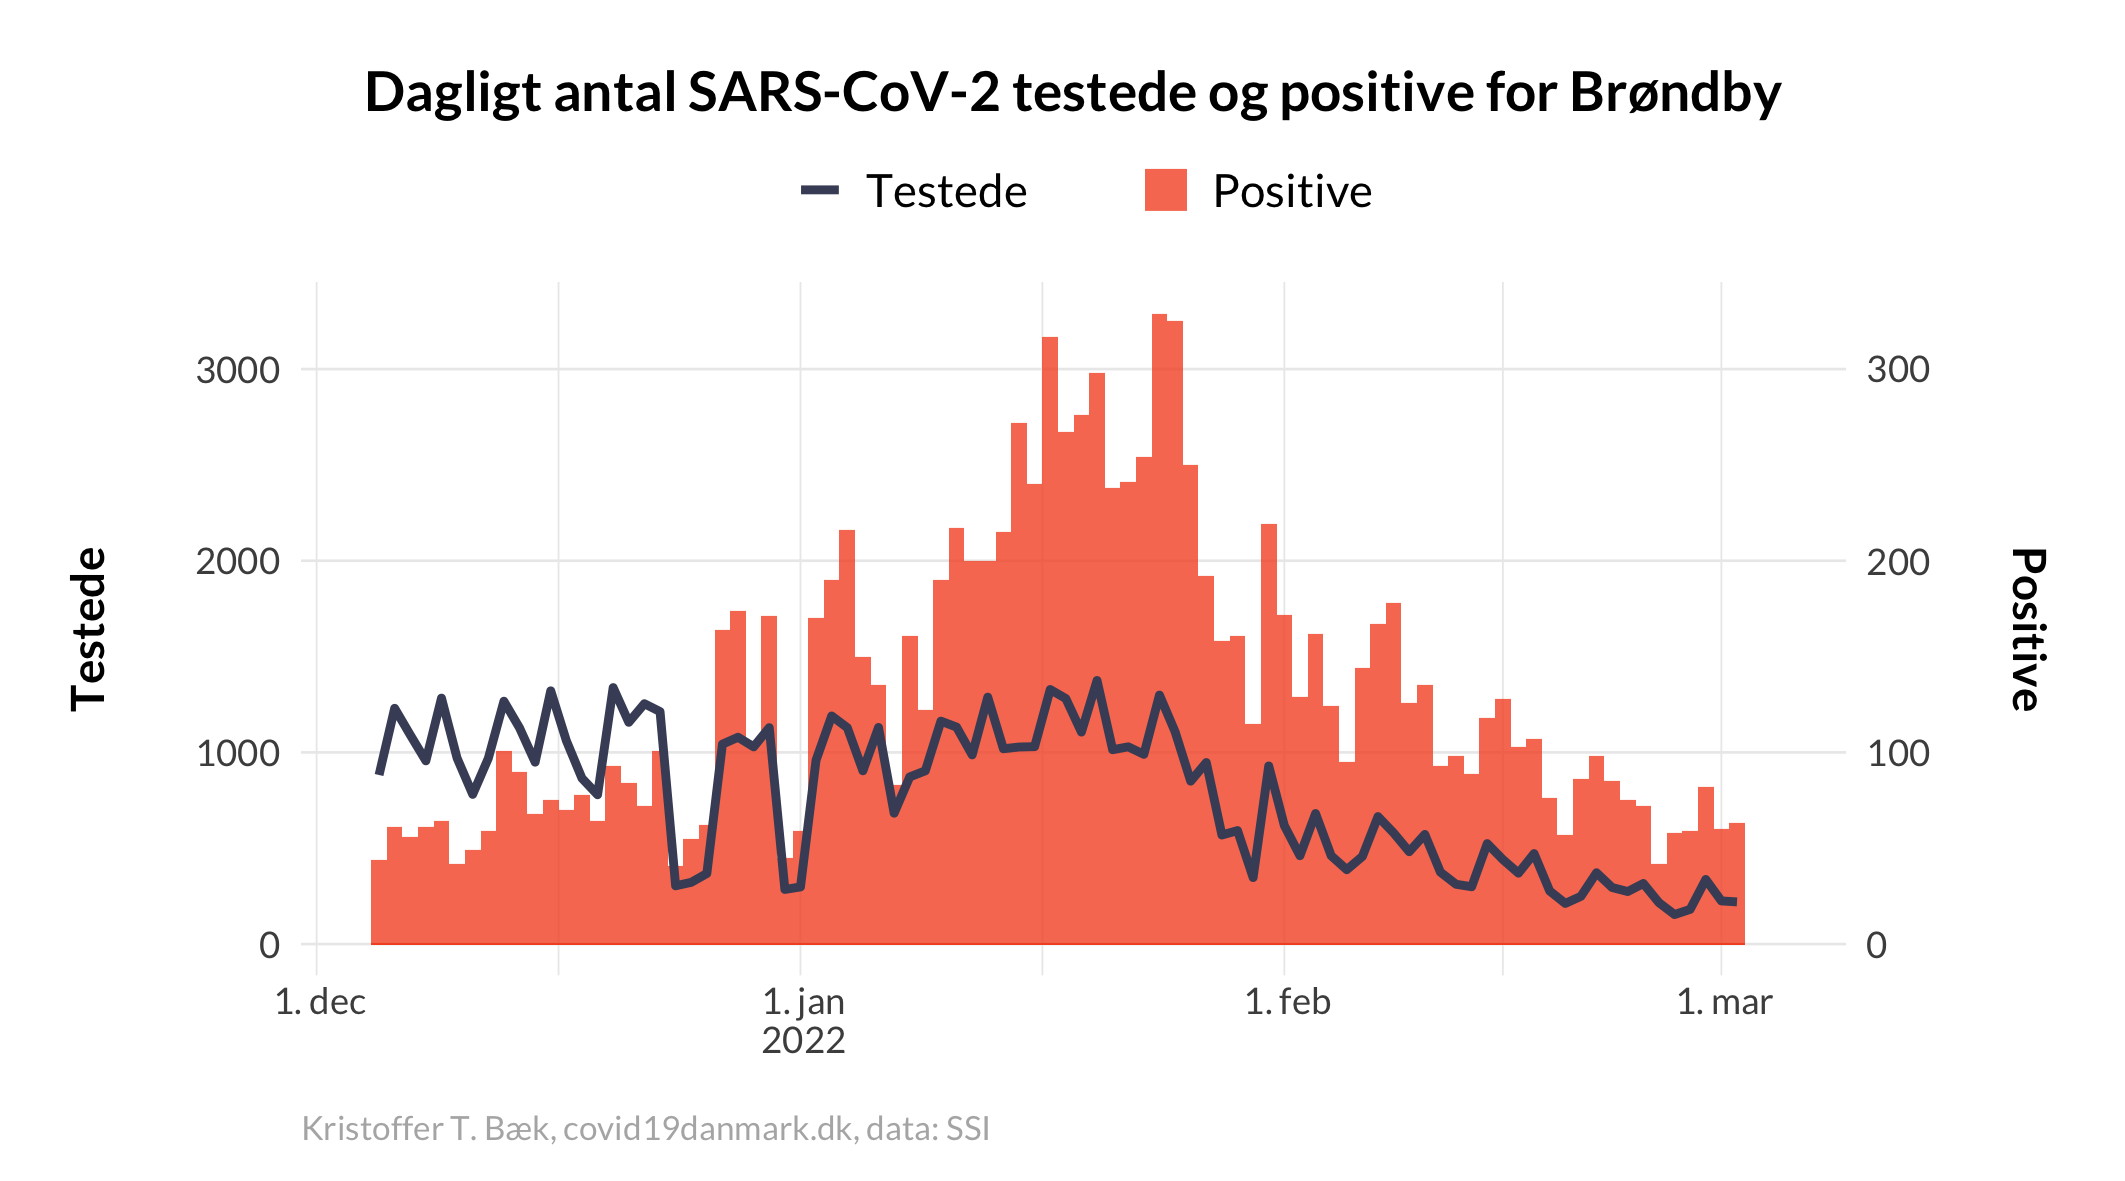 Dagligt antal SARS-CoV-2 testede og positive for Brøndby
Testede
Positive
3000
2000
1000
0
Testede
300
200
100
0
Positive
1. dec
1. jan
2022
1. feb
1. mar
Kristoffer T. Bæk, covid19danmark.dk, data: SSI